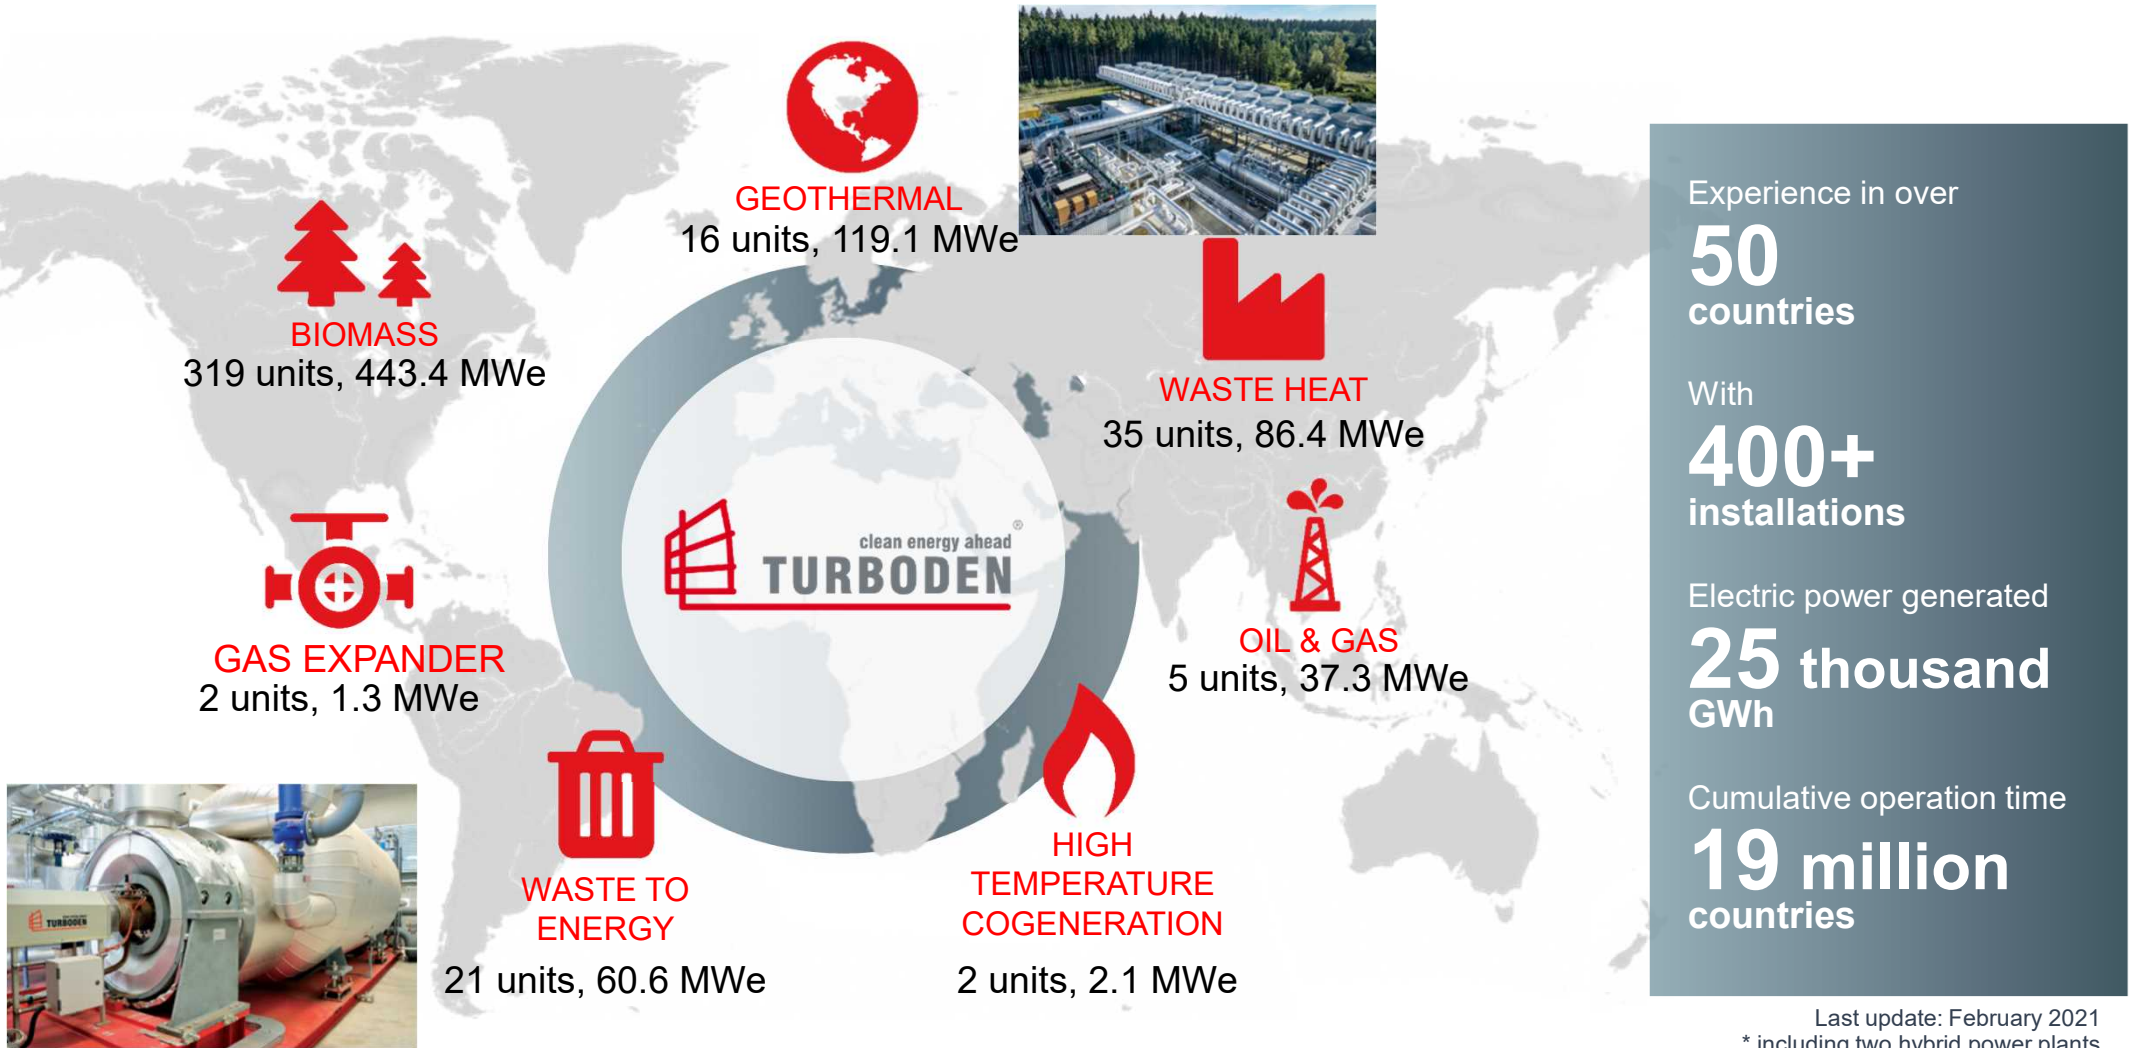 GEOTHERMAL
16 units, 119.1 MWe
BIOMASS
319 units, 443.4 MWe
WASTE HEAT
35 units, 86.4 MWe
clean energy ahead
®
TURBODEN
GAS EXPANDER
2 units, 1.3 MWe
OIL & GAS
5 units, 37.3 MWe
WASTE TO
ENERGY
21 units, 60.6 MWe
HIGH
TEMPERATURE
COGENERATION
2 units, 2.1 MWe
TURBODEN
Experience in over
50
countries
With
400+
installations
Electric power generated
25 thousand
GWh
Cumulative operation time
19 million
countries
Last update: February 2021
* including two hybrid power plants